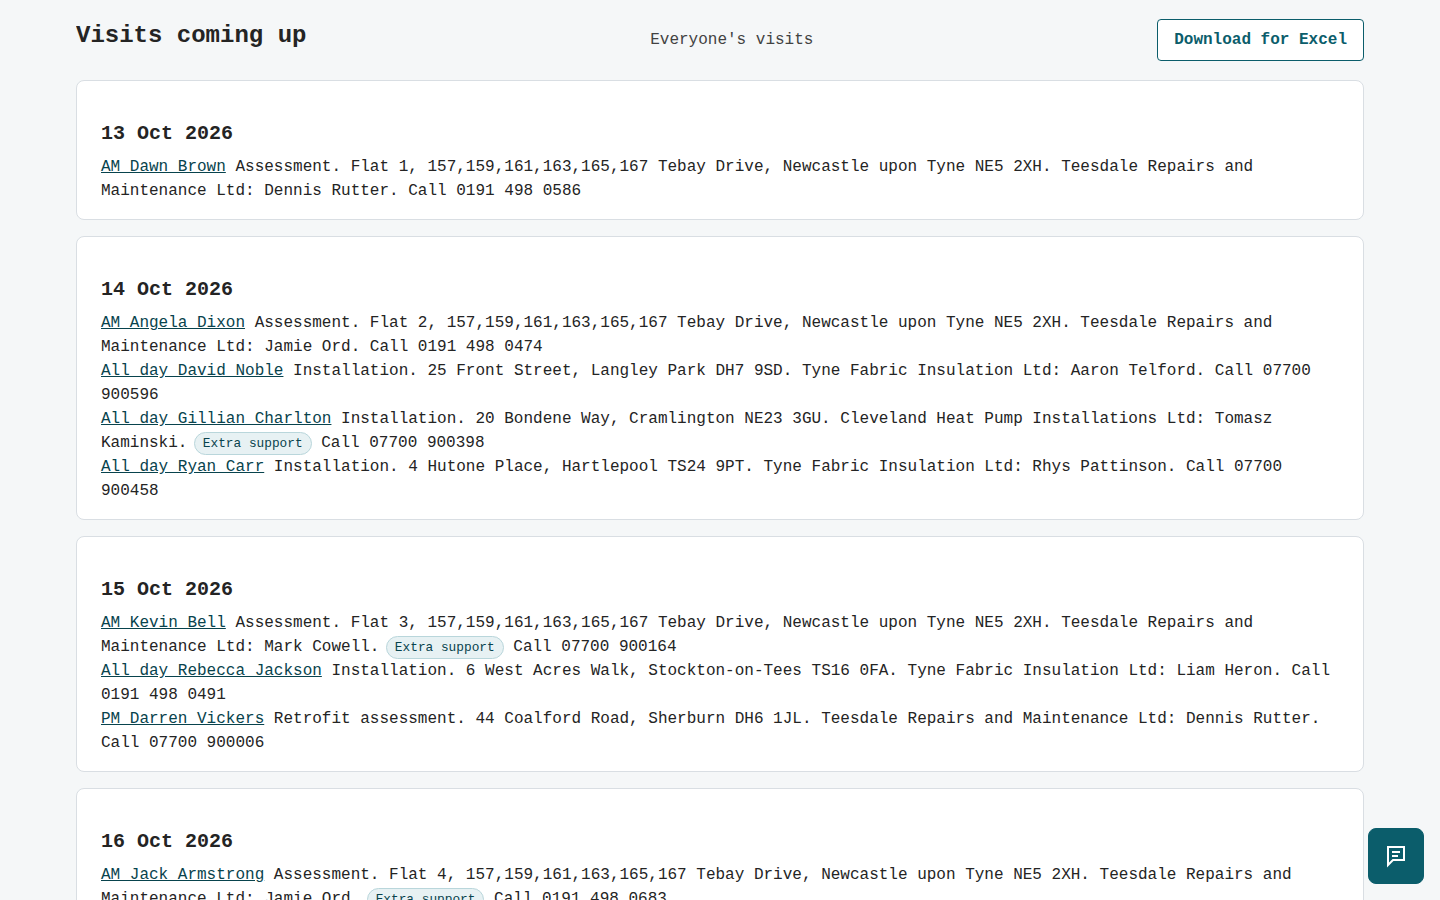 Visits coming up
Everyone's visits
Download for Excel
13 Oct 2026
AM Dawn Brown Assessment. Flat 1, 157,159,161,163,165,167 Tebay Drive, Newcastle upon Tyne NE5 2XH. Teesdale Repairs and
Maintenance Ltd: Dennis Rutter. Call 0191 498 0586
14 Oct 2026
AM Angela Dixon Assessment. Flat 2, 157,159,161,163,165,167 Tebay Drive, Newcastle upon Tyne NE5 2XH. Teesdale Repairs and
Maintenance Ltd: Jamie Ord. Call 0191 498 0474
All day David Noble Installation. 25 Front Street, Langley Park DH7 9SD. Tyne Fabric Insulation Ltd: Aaron Telford. Call 07700
900596
All day Gillian Charlton Installation. 20 Bondene Way, Cramlington NE23 3GU. Cleveland Heat Pump Installations Ltd: Tomasz
Kaminski. Extra support Call 07700 900398
All day Ryan Carr Installation. 4 Hutone Place, Hartlepool TS24 9PT. Tyne Fabric Insulation Ltd: Rhys Pattinson. Call 07700
900458
15 Oct 2026
AM Kevin Bell Assessment. Flat 3, 157,159,161,163,165,167 Tebay Drive, Newcastle upon Tyne NE5 2XH. Teesdale Repairs and
Maintenance Ltd: Mark Cowell. Extra support Call 07700 900164
All day Rebecca Jackson Installation. 6 West Acres Walk, Stockton-on-Tees TS16 0FA. Tyne Fabric Insulation Ltd: Liam Heron. Call
0191 498 0491
PM Darren Vickers Retrofit assessment. 44 Coalford Road, Sherburn DH6 1JL. Teesdale Repairs and Maintenance Ltd: Dennis Rutter.
Call 07700 900006
16 Oct 2026
AM Jack Armstrong Assessment. Flat 4, 157,159,161,163,165,167 Tebay Drive, Newcastle upon Tyne NE5 2XH. Teesdale Repairs and
Maintenance Ltd: Jamie Ord. Extra support Call 0191 498 0683